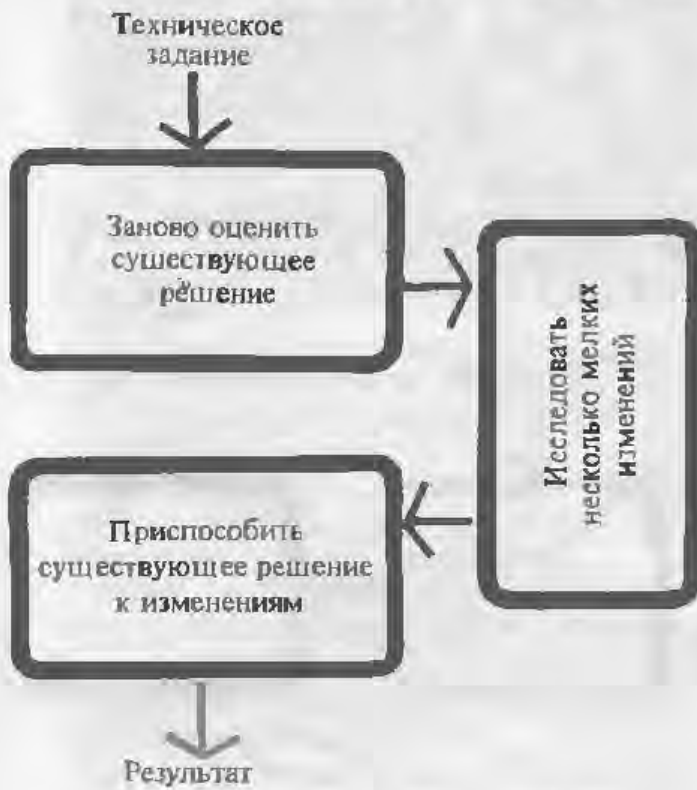 Техническое
задание
Заново оценить
существующее
решение
Исследовать
несколько мелких
изменений
Приспособить
существующее решение
к изменениям
Результат